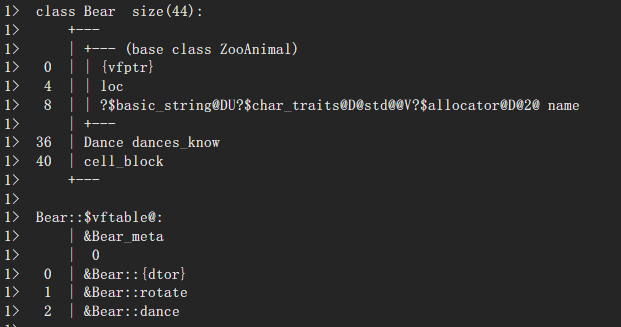 1>  class Bear  size(44):
1>      +---
1>      | +--- (base class ZooAnimal)
1>   0  | | {vfptr}
1>   4  | | loc
1>   8  | | ?$basic_string@DU?$char_traits@D@std@@V?$allocator@D@2@ name
1>      | +---
1>  36  | Dance dances_know
1>  40  | cell_block
1>      +---
1>
1>  Bear::$vftable@:
1>      | &Bear_meta
1>      |  0
1>   0  | &Bear::{dtor}
1>   1  | &Bear::rotate
1>   2  | &Bear::dance